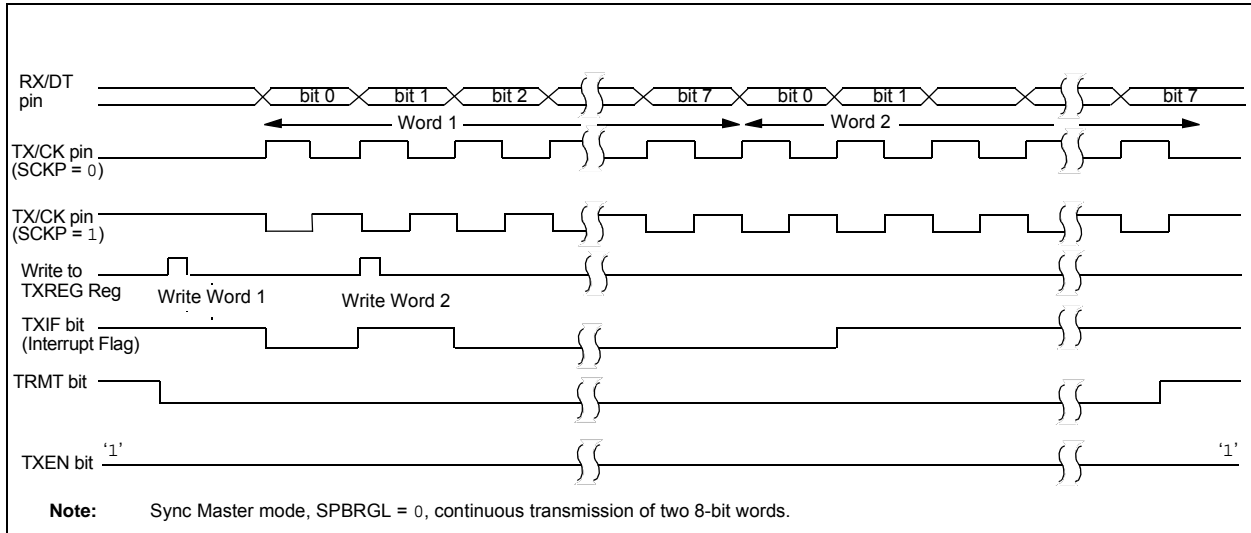 RX/DT
pin
bit 0 bit 1 bit 2 bit 7 bit 0 bit 1 bit 7
Word 1 Word 2
TX/CK pin
(SCKP = 0)
TX/CK pin
(SCKP = 1)
Write to
TXREG Reg
Write Word 1 Write Word 2
TXIF bit
(Interrupt Flag)
TRMT bit
TXEN bit ‘1’ ‘1’
Note: Sync Master mode, SPBRGL = 0, continuous transmission of two 8-bit words.